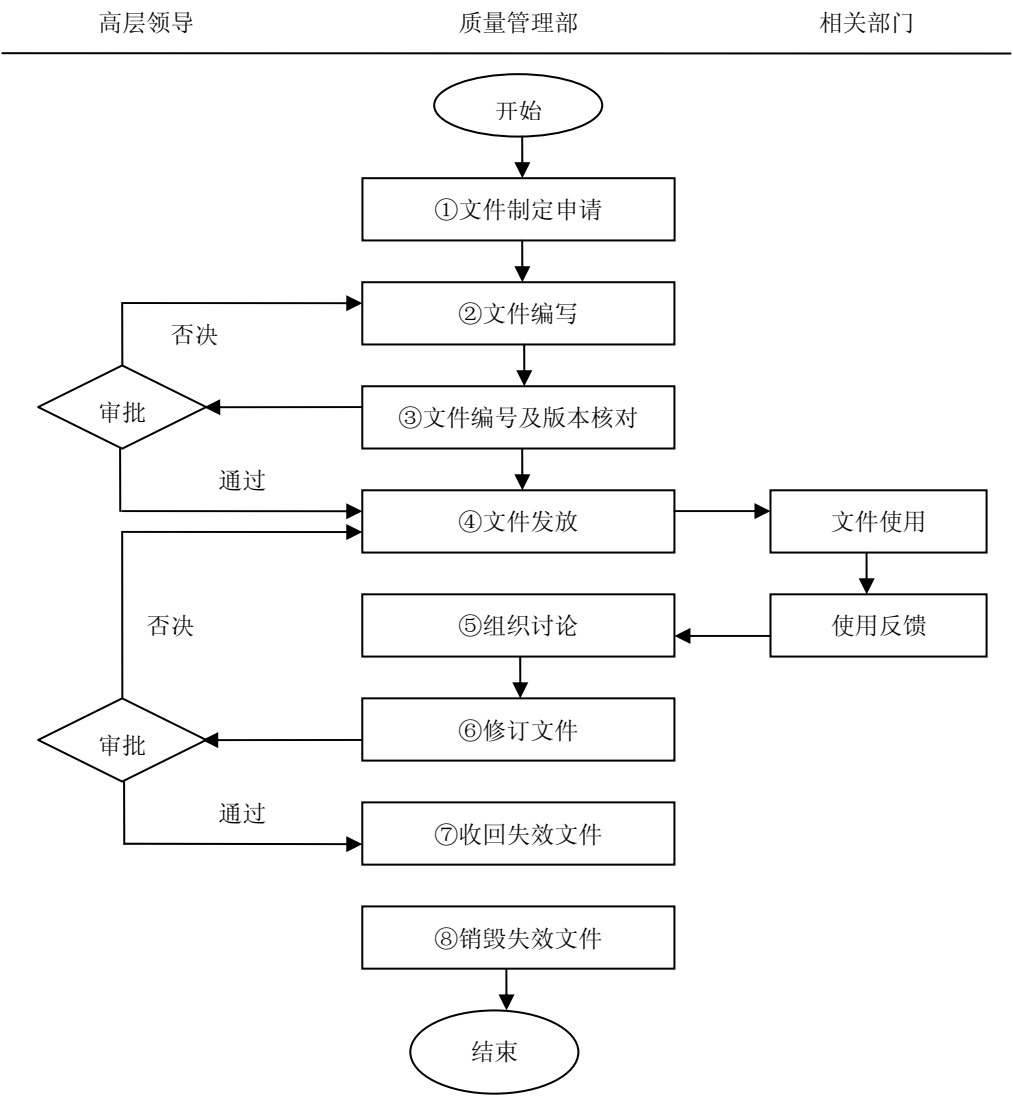 高层领导
质量管理部
相关部门
开始
①文件制定申请
②文件编写
否决
审批
③文件编号及版本核对
通过
④文件发放
文件使用
否决
⑤组织讨论
使用反馈
审批
⑥修订文件
通过
⑦收回失效文件
⑧销毁失效文件
结束